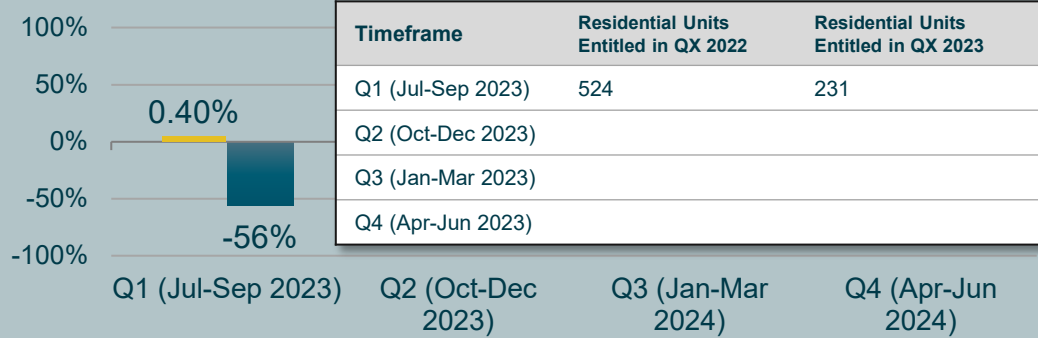 100%
50%
0%
-50%
-100%
0.40%
-56%
Timeframe
Residential Units
Entitled in QX 2022
Residential Units
Entitled in QX 2023
Q1 (Jul-Sep 2023) 524 231
Q2 (Oct-Dec 2023)
Q3 (Jan-Mar 2023)
Q4 (Apr-Jun 2023)
Q1 (Jul-Sep 2023)
Q2 (Oct-Dec
2023)
Q3 (Jan-Mar
2024)
Q4 (Apr-Jun
2024)